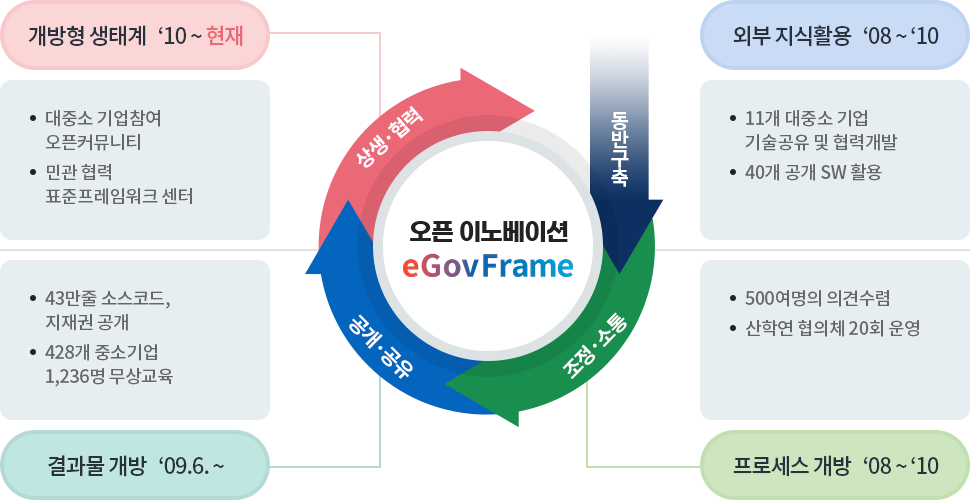 개방형 생태계 ‘10 ~ 현재
대중소 기업참여
오픈커뮤니티
민관 협력
표준프레임워크 센터
외부 지식활용 ‘08 ~ ‘10
11개 대중소 기업
기술공유 및 협력개발
40개 공개 SW 활용
상생·협력
동반구축
오픈 이노베이션
eGovFrame
공개·공유
조정·소통
43만줄 소스코드,
지재권 공개
428개 중소기업
1,236명 무상교육
결과물 개방 ‘09.6. ~
500여명의 의견수렴
산학연 협의체 20회 운영
프로세스 개방 ‘08 ~ ‘10